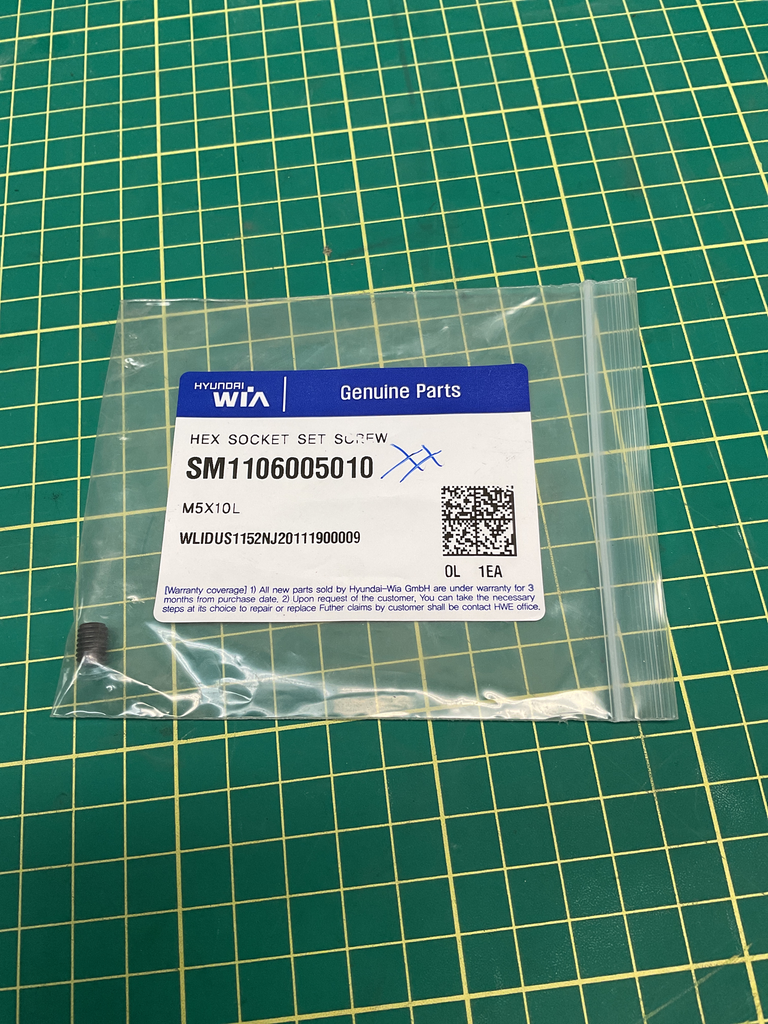 HYUNDAI
WIA
Genuine Parts
HEX SOCKET SET SCREW
SM1106005010
M5X10L
WLIDUS1152NJ20111900009
0L 1EA
[Warranty coverage] 1) All new parts sold by Hyundai-Wia GmbH are under warranty for 3
months from purchase date. 2) Upon request of the customer, You can take the necessary
steps at its choice to repair or replace Futher claims by customer shall be contact HWE office.